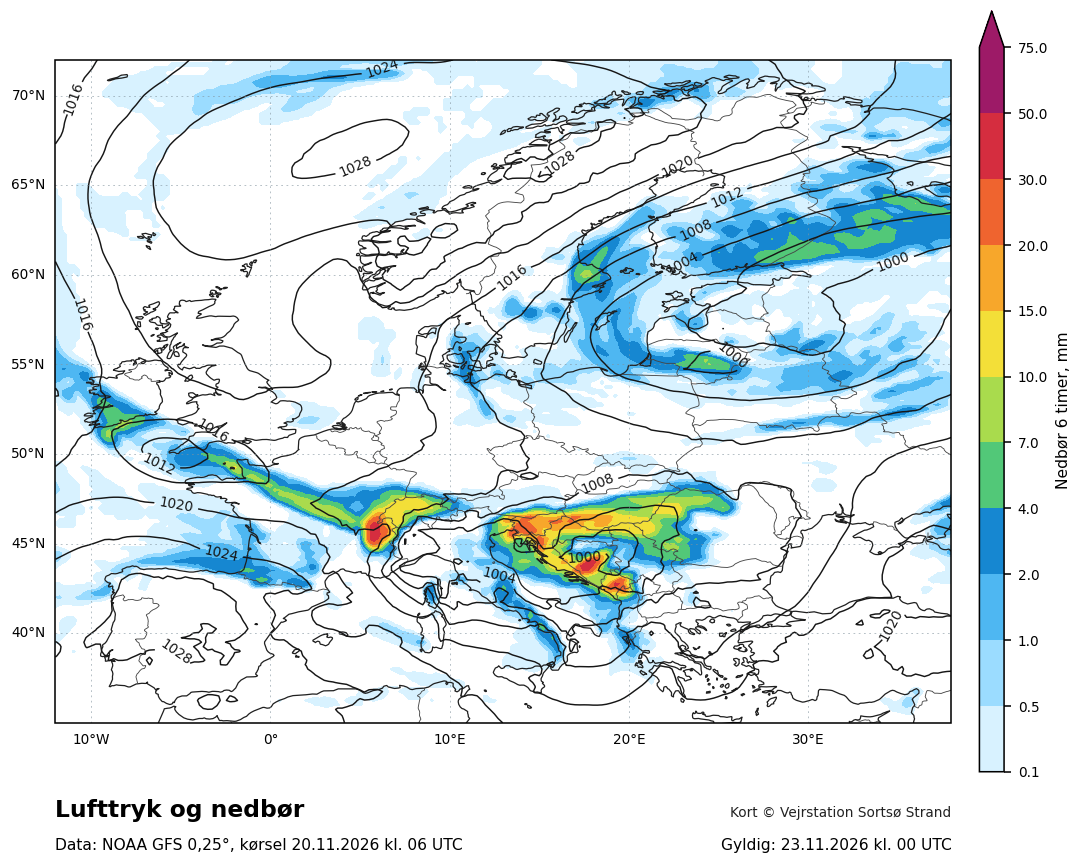 75.0
50.0
30.0
20.0
15.0
10.0
7.0
4.0
2.0
1.0
0.5
0.1
Nedbør 6 timer, mm
70°N
65°N
60°N
55°N
50°N
45°N
40°N
10°W
0°
10°E
20°E
30°E
1016
1024
1028
1028
1020
1012
1008
1004
1000
1016
1016
1000
1016
1012
1020
1024
1008
1000
1004
1028
1020
Lufttryk og nedbør
Kort © Vejrstation Sortsø Strand
Data: NOAA GFS 0,25°, kørsel 20.11.2026 kl. 06 UTC
Gyldig: 23.11.2026 kl. 00 UTC